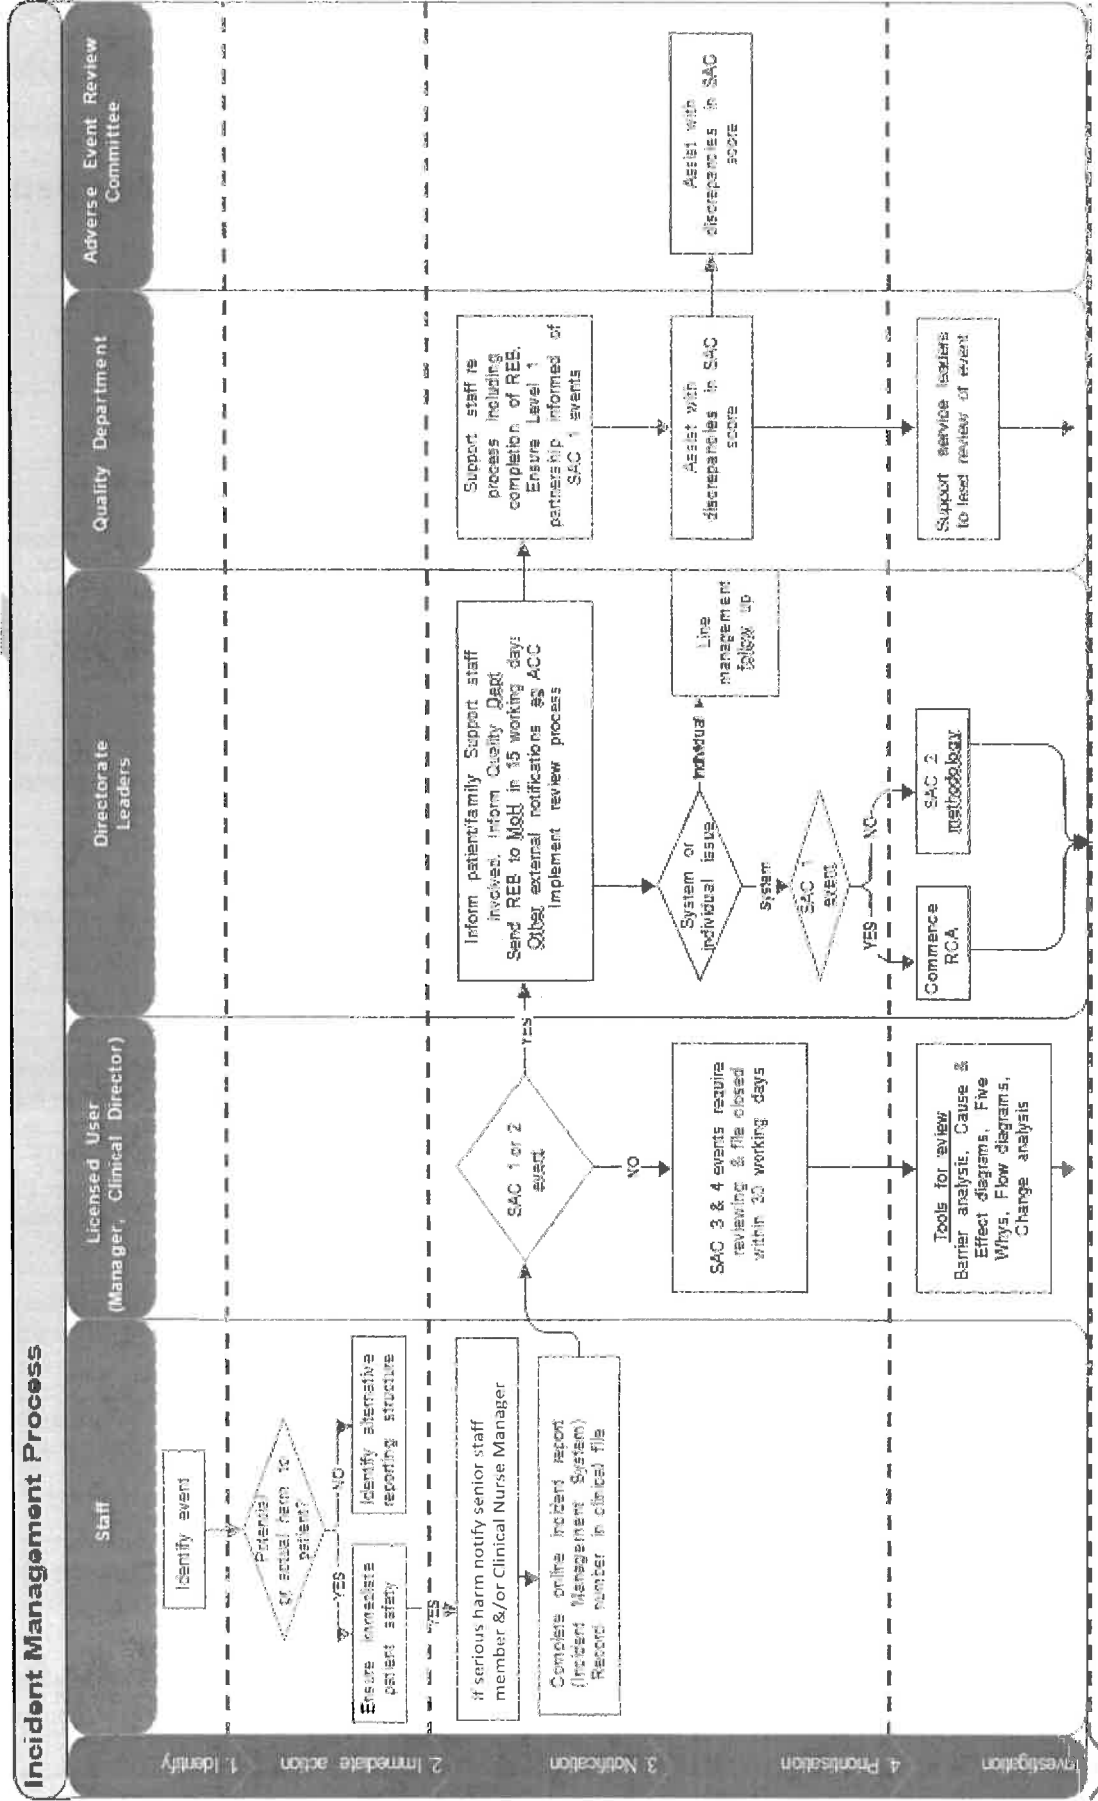 Incident Management Process
Staff
Licensed User
(Manager, Clinical Director)
Directorate
Leaders
Quality Department
Adverse Event Review
Committee
1. Identify
2. Immediate action
3. Notification
4. Prioritisation
Investigation
Identify event
Potential
or actual harm to
patient?
YES
NO
Ensure immediate
patient safety
Identify alternative
reporting structure
YES
If serious harm notify senior staff
member &/or Clinical Nurse Manager
Complete online incident report
(Incident Management System)
Record number in clinical file
SAC 1 or 2
event
YES
NO
SAC 3 & 4 events require
reviewing & file closed
within 30 working days
Tools for review
Barrier analysis, Cause &
Effect diagrams, Five
Whys, Flow diagrams,
Change analysis
Inform patient/family Support staff
involved. Inform Quality Dept
Send REB to MoH in 15 working day:
Other external notifications eg ACC
Implement review process
System or
individual issue
individual
Line
management
follow up
system
SAC 1
event
YES
NO
Commence
RCA
SAC 2
methodology
Support staff re
process including
completion of REB.
Ensure Level 1
partnership informed of
SAC 1 events
Assist with
discrepancies in SAC
score
Support service leaders
to lead review of event
Assist with
discrepancies in SAC
score